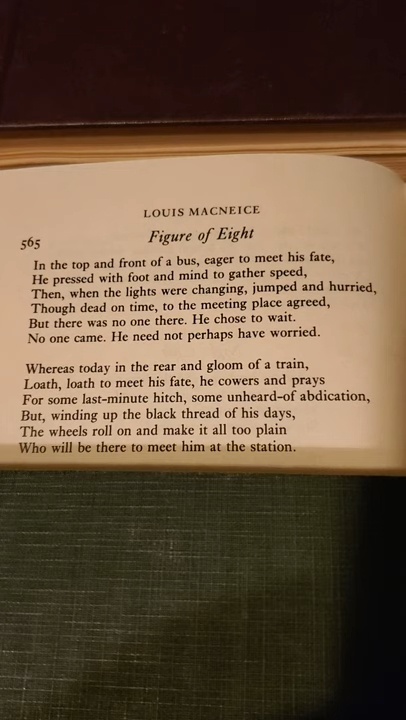 LOUIS MACNEICE
565
Figure of Eight
In the top and front of a bus, eager to meet his fate,
He pressed with foot and mind to gather speed,
Then, when the lights were changing, jumped and hurried,
Though dead on time, to the meeting place agreed,
But there was no one there. He chose to wait.
No one came. He need not perhaps have worried.
Whereas today in the rear and gloom of a train,
Loath, loath to meet his fate, he cowers and prays
For some last-minute hitch, some unheard-of abdication,
But, winding up the black thread of his days,
The wheels roll on and make it all too plain
Who will be there to meet him at the station.